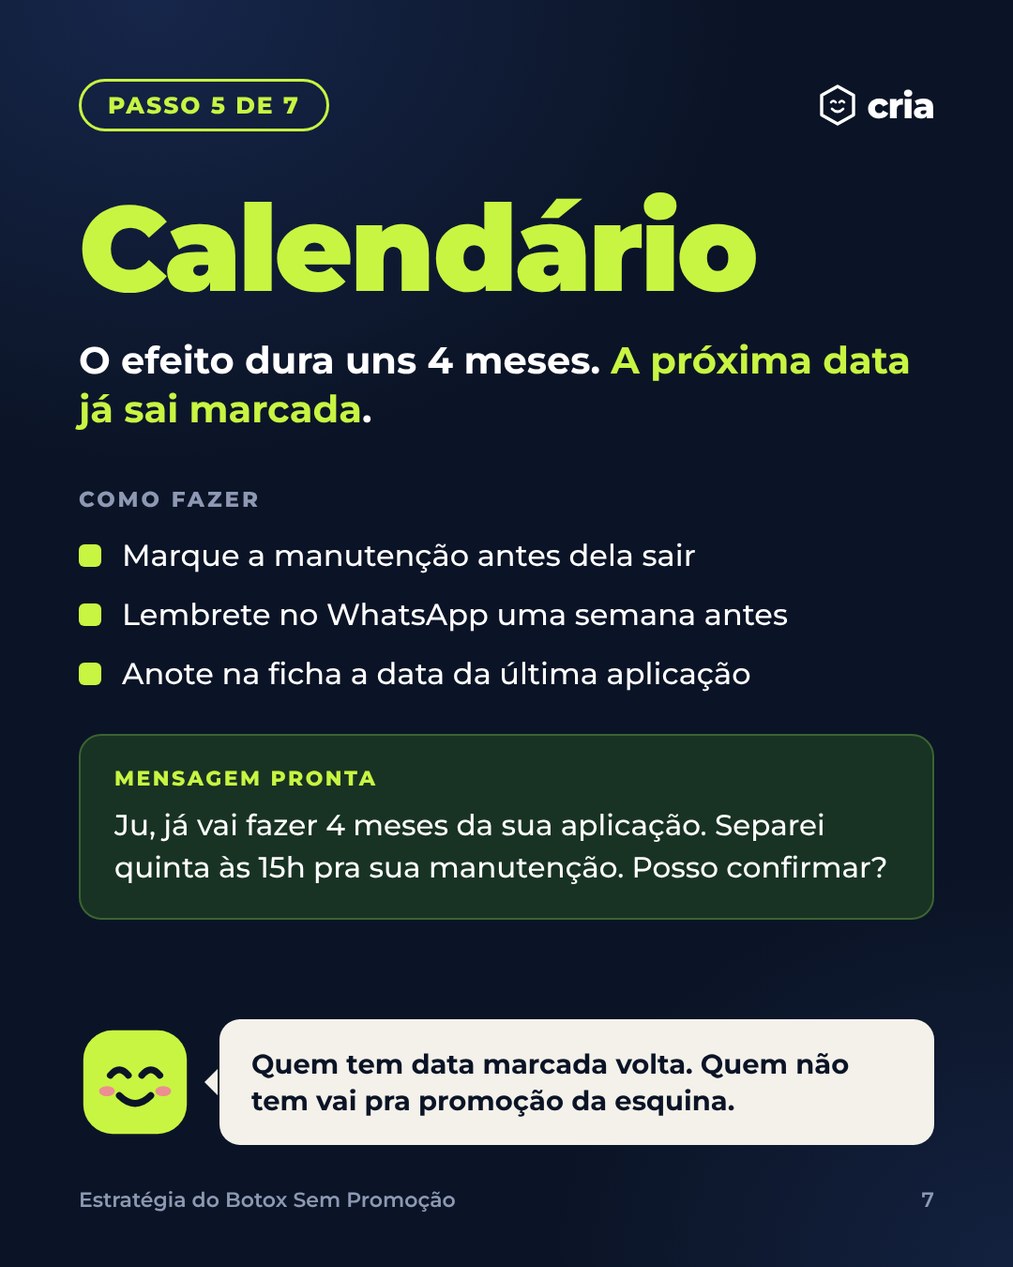 PASSO 5 DE 7
cria
Calendário
O efeito dura uns 4 meses. A próxima data
já sai marcada.
COMO FAZER
Marque a manutenção antes dela sair
Lembrete no WhatsApp uma semana antes
Anote na ficha a data da última aplicação
MENSAGEM PRONTA
Ju, já vai fazer 4 meses da sua aplicação. Separei
quinta às 15h pra sua manutenção. Posso confirmar?
Quem tem data marcada volta. Quem não
tem vai pra promoção da esquina.
Estratégia do Botox Sem Promoção
7